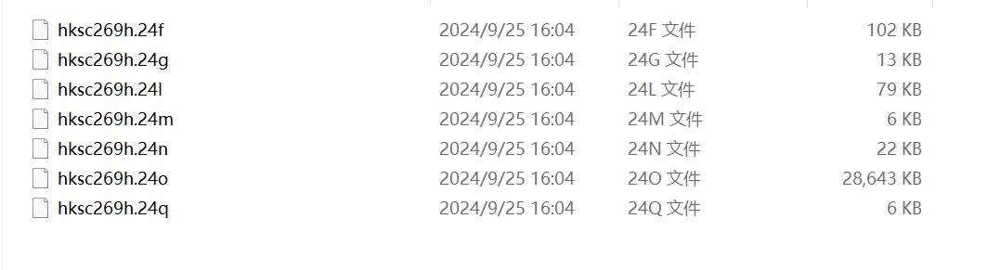 hksc269h.24f 2024/9/25 16:04 24F 文件 102 KB
hksc269h.24g 2024/9/25 16:04 24G 文件 13 KB
hksc269h.24l 2024/9/25 16:04 24L 文件 79 KB
hksc269h.24m 2024/9/25 16:04 24M 文件 6 KB
hksc269h.24n 2024/9/25 16:04 24N 文件 22 KB
hksc269h.24o 2024/9/25 16:04 24O 文件 28,643 KB
hksc269h.24q 2024/9/25 16:04 24Q 文件 6 KB